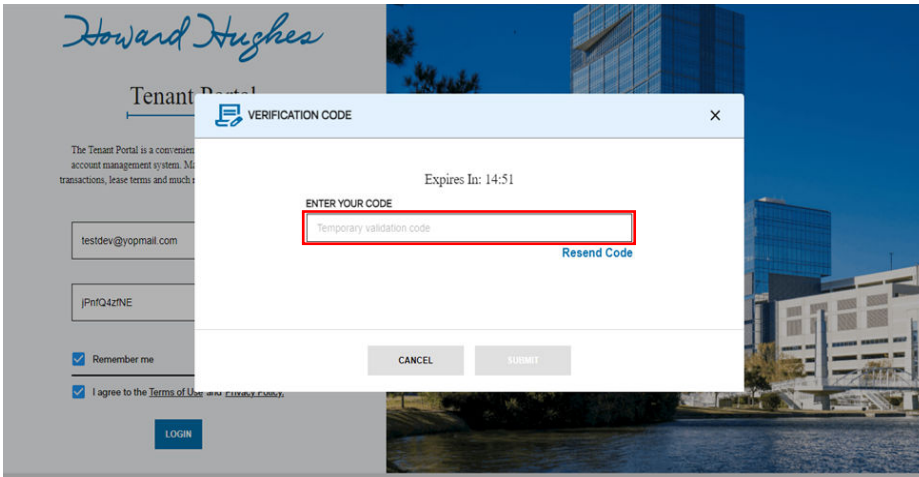 Howard Hughes
Tenant Portal
The Tenant Portal is a convenien
account management system. Ma
transactions, lease terms and much
testdev@yopmail.com
jPnfQ4zfNE
Remember me
I agree to the Terms of Use and Privacy Policy.
LOGIN
VERIFICATION CODE
X
Expires In: 14:51
ENTER YOUR CODE
Temporary validation code
Resend Code
CANCEL
SUBMIT